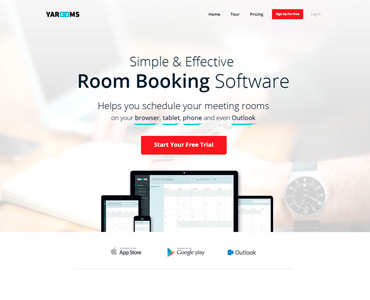 YAROOMS
Home Tour Pricing Sign Up For Free Log in
Simple & Effective
Room Booking Software
Helps you schedule your meeting rooms
on your browser, tablet, phone and even Outlook
Start Your Free Trial
App Store Google play Outlook